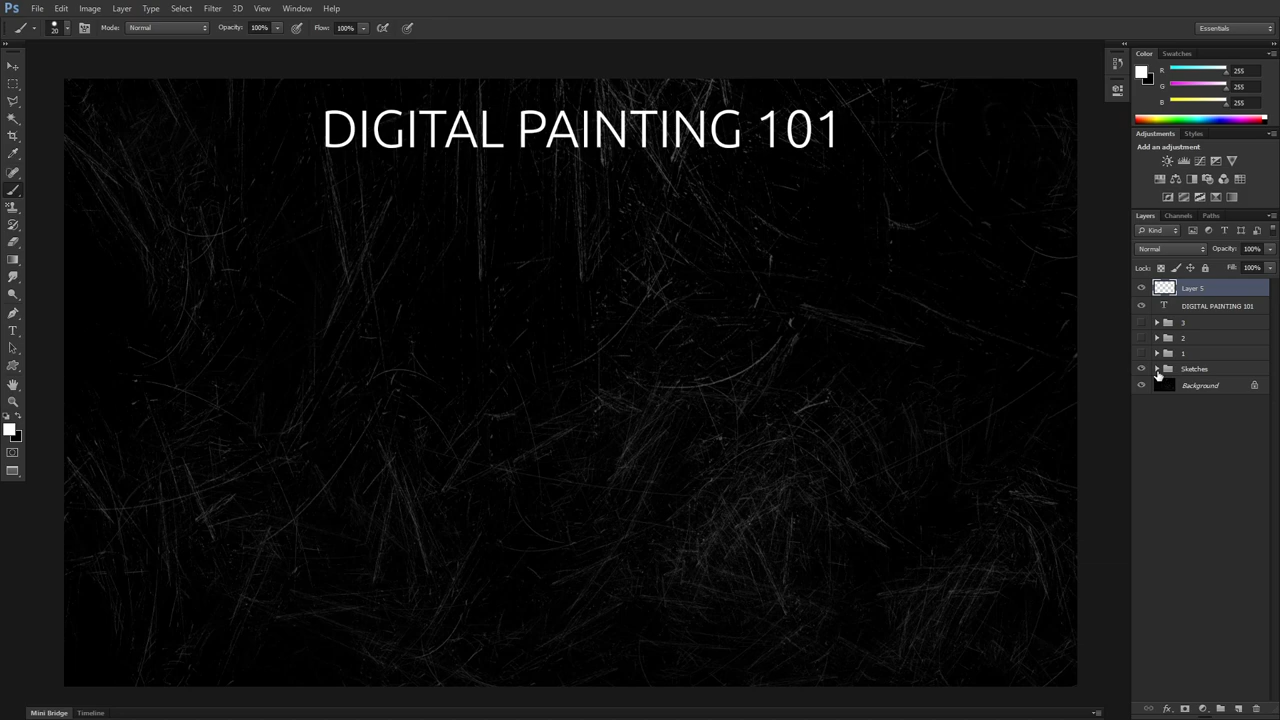 Ps File Edit Image Layer Type Select Filter 3D View Window Help
20 Mode: Normal Opacity: 100% Flow: 100% Essentials
Color Swatches
R 255
G 255
B 255
Adjustments Styles
Add an adjustment
Layers Channels Paths
Kind
Normal Opacity: 100%
Lock: Fill: 100%
Layer 5
T DIGITAL PAINTING 101
3
2
1
Sketches
Background
DIGITAL PAINTING 101
Mini Bridge Timeline